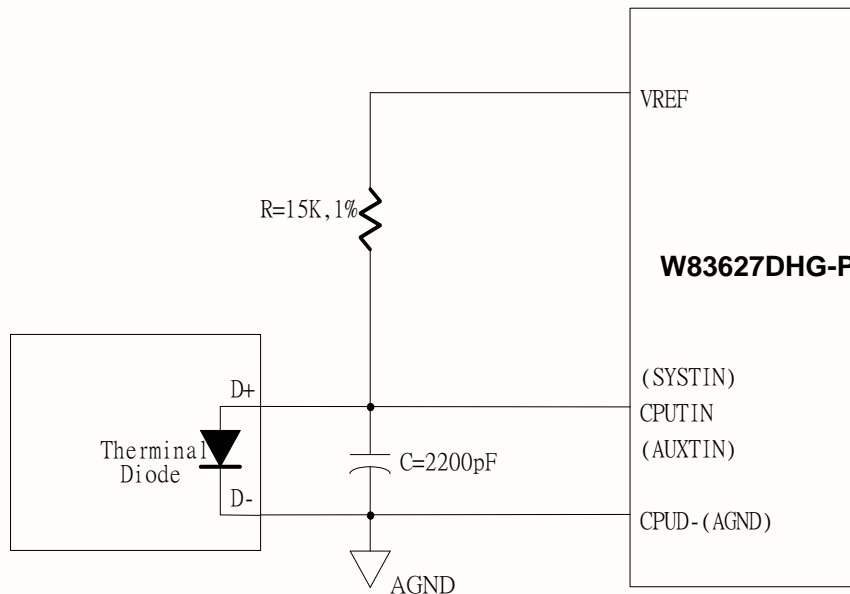 VREF
R=15K,1%
W83627DHG-P
(SYSTIN)
D+
CPUTIN
Therminal
Diode
(AUXTIN)
C=2200pF
D-
CPUD-(AGND)
AGND